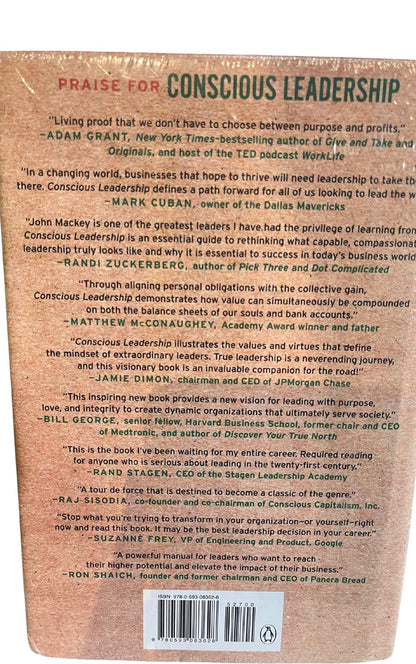 PRAISE FOR CONSCIOUS LEADERSHIP
"Living proof that we don't have to choose between purpose and profits."
–ADAM GRANT, New York Times-bestselling author of Give and Take and
Originals, and host of the TED podcast WorkLife
"In a changing world, businesses that hope to thrive will need leadership to take the
there. Conscious Leadership defines a path forward for all of us looking to lead the w
–MARK CUBAN, owner of the Dallas Mavericks
"John Mackey is one of the greatest leaders I have had the privilege of learning from
Conscious Leadership is an essential guide to rethinking what capable, compassionat
leadership truly looks like and why it is essential to success in today's business world
–RANDI ZUCKERBERG, author of Pick Three and Dot Complicated
"Through aligning personal obligations with the collective gain,
Conscious Leadership demonstrates how value can simultaneously be compounded
on both the balance sheets of our souls and bank accounts."
–MATTHEW McCONAUGHEY, Academy Award winner and father
"Conscious Leadership illustrates the values and virtues that define
the mindset of extraordinary leaders. True leadership is a neverending journey,
and this visionary book is an invaluable companion for the road!"
–JAMIE DIMON, chairman and CEO of JPMorgan Chase
"This inspiring new book provides a new vision for leading with purpose,
love, and integrity to create dynamic organizations that ultimately serve society."
–BILL GEORGE, senior fellow, Harvard Business School, former chair and CEO
of Medtronic, and author of Discover Your True North
"This is the book I've been waiting for my entire career. Required reading
for anyone who is serious about leading in the twenty-first century."
–RAND STAGEN, CEO of the Stagen Leadership Academy
"A tour de force that is destined to become a classic of the genre."
–RAJ SISODIA, co-founder and co-chairman of Conscious Capitalism, Inc.
"Stop what you're trying to transform in your organization–or yourself–right
now and read this book. It may be the best leadership decision in your career."
–SUZANNE FREY, VP of Engineering and Product, Google
"A powerful manual for leaders who want to reach
their higher potential and elevate the impact of their business."
–RON SHAICH, founder and former chairman and CEO of Panera Bread
ISBN 978-0-593-08362-8
52700
9 780593 083628